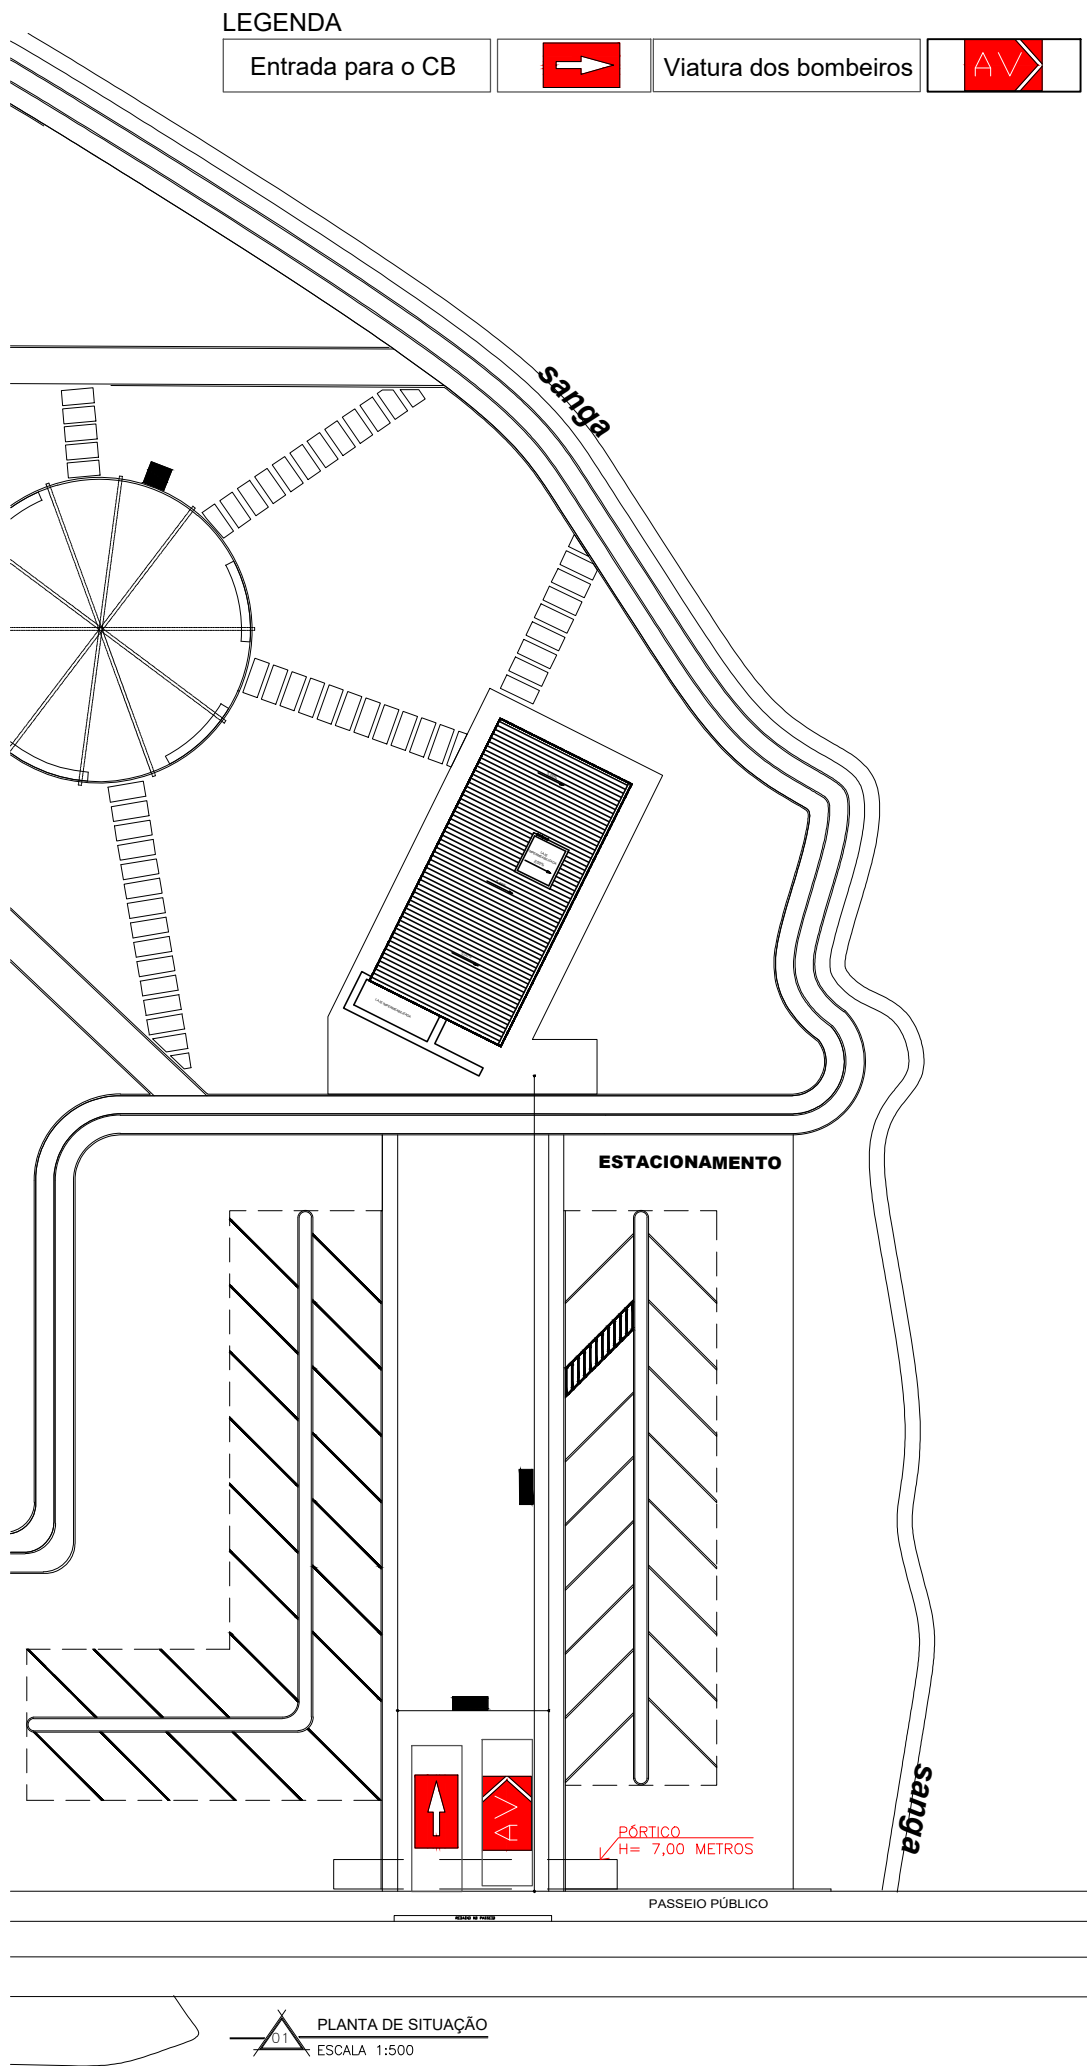 LEGENDA
Entrada para o CB
Viatura dos bombeiros
AV
sanga
ESTACIONAMENTO
sanga
AV
PÓRTICO
H= 7,00 METROS
PASSEIO PÚBLICO
01
PLANTA DE SITUAÇÃO
ESCALA 1:500